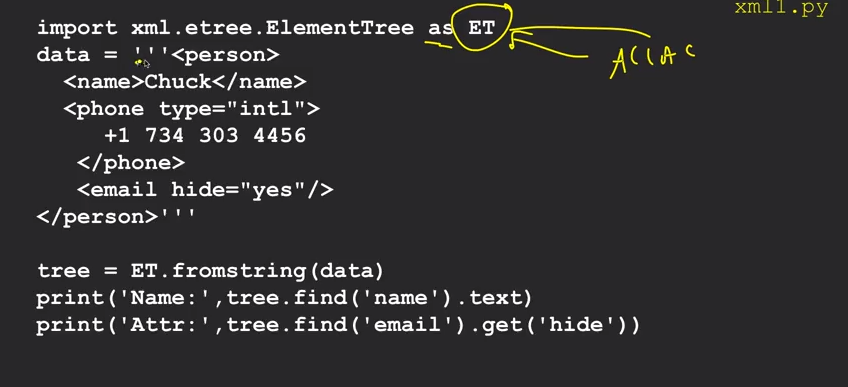 xml1.py
import xml.etree.ElementTree as ET
data = '''<person>
  <name>Chuck</name>
  <phone type="intl">
     +1 734 303 4456
   </phone>
   <email hide="yes"/>
</person>'''

tree = ET.fromstring(data)
print('Name:',tree.find('name').text)
print('Attr:',tree.find('email').get('hide'))